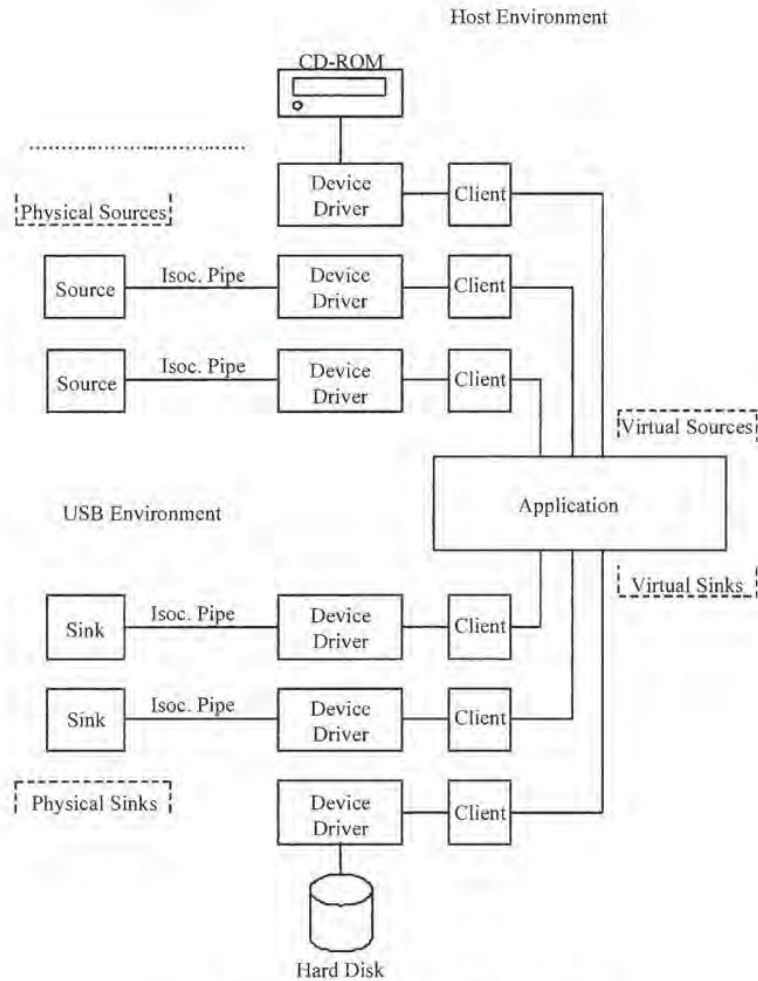 Host Environment
CD-ROM
Device
Driver
Client
Physical Sources
Source
Isoc. Pipe
Device
Driver
Client
Source
Isoc. Pipe
Device
Driver
Client
Virtual Sources
Application
USB Environment
Virtual Sinks
Sink
Isoc. Pipe
Device
Driver
Client
Sink
Isoc. Pipe
Device
Driver
Client
Physical Sinks
Device
Driver
Client
Hard Disk